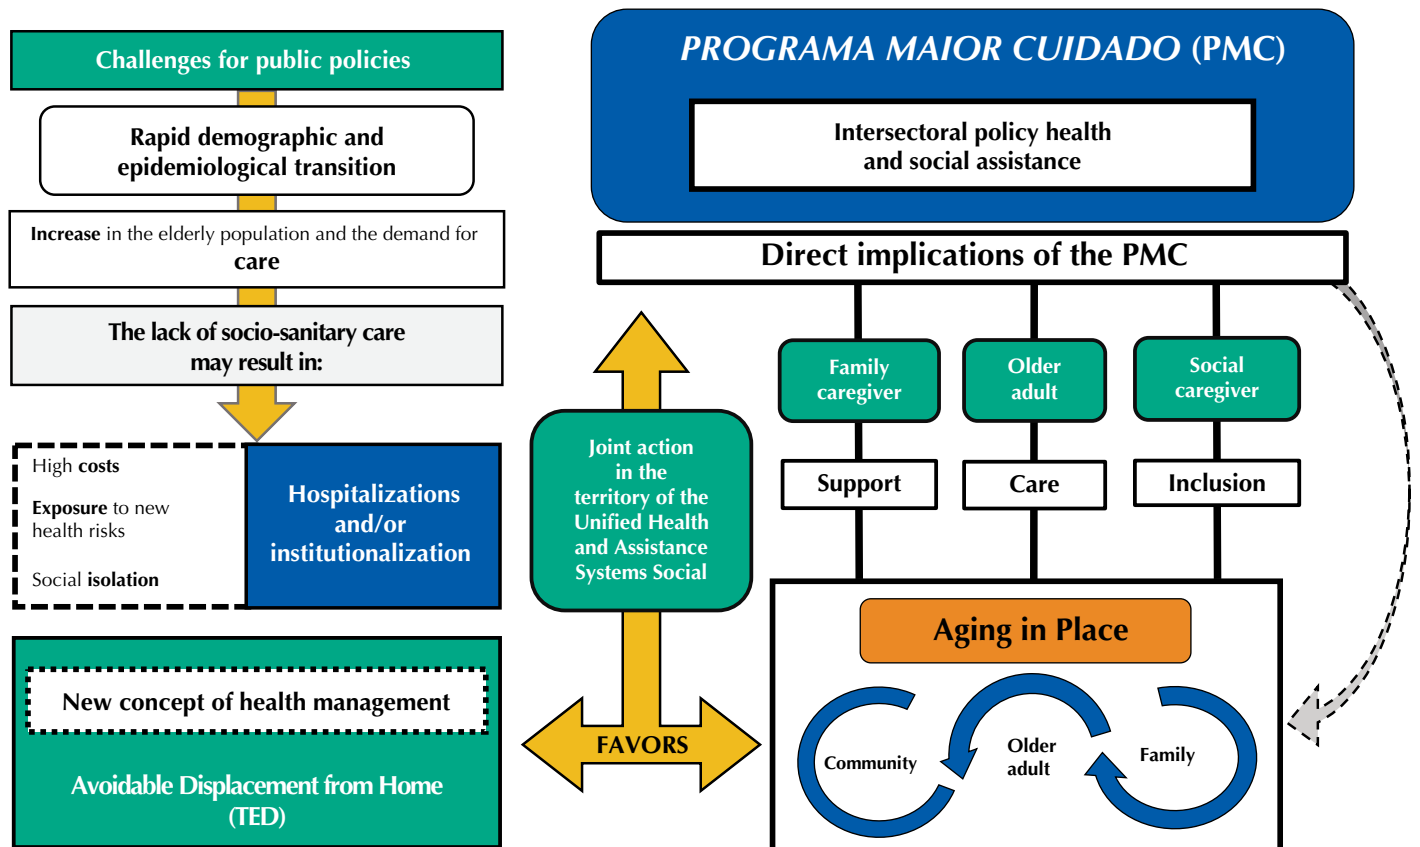 Challenges for public policies
Rapid demographic and
epidemiological transition
Increase in the elderly population and the demand for
care
The lack of socio-sanitary care
may result in:
High costs
Exposure to new
health risks
Social isolation
Hospitalizations
and/or
institutionalization
New concept of health management
Avoidable Displacement from Home
(TED)
PROGRAMA MAIOR CUIDADO (PMC)
Intersectoral policy health
and social assistance
Direct implications of the PMC
Family
caregiver
Older
adult
Social
caregiver
Support
Care
Inclusion
Joint action
in the
territory of the
Unified Health
and Assistance
Systems Social
FAVORS
Aging in Place
Community
Older
adult
Family